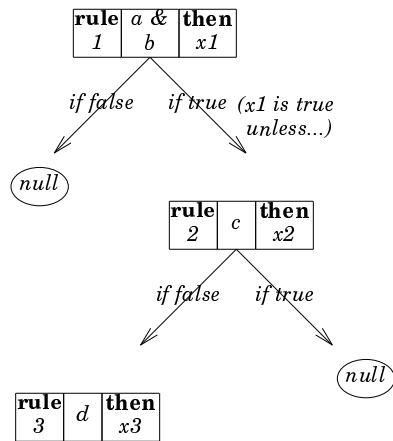 rule a & then
1 b x1
if false if true (x1 is true
unless...)
null
rule c then
2 x2
if false if true
null
rule d then
3 x3